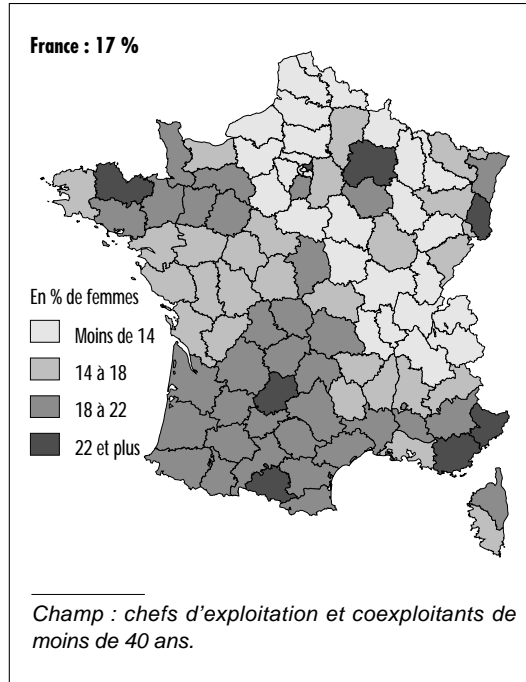 France : 17 %
En % de femmes
Moins de 14
14 à 18
18 à 22
22 et plus
Champ : chefs d'exploitation et coexploitants de
moins de 40 ans.